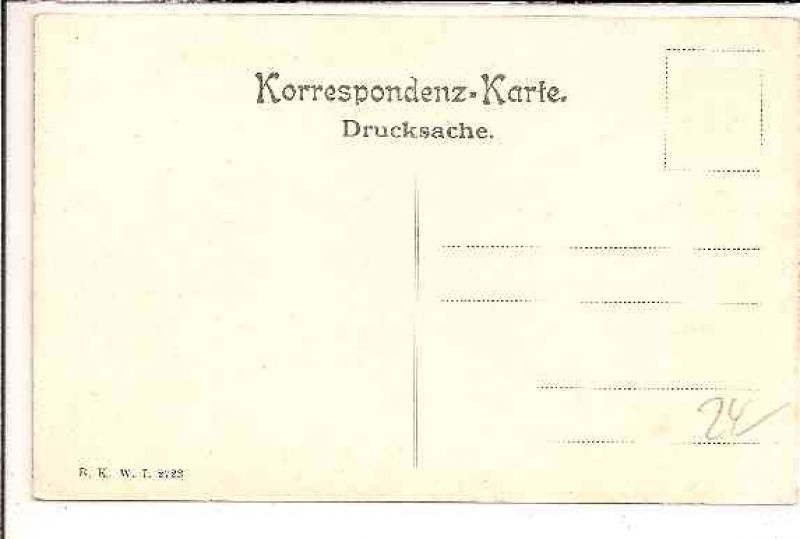 Korrespondenz-Karte.
Drucksache.
24
B. K. W. I. 2723